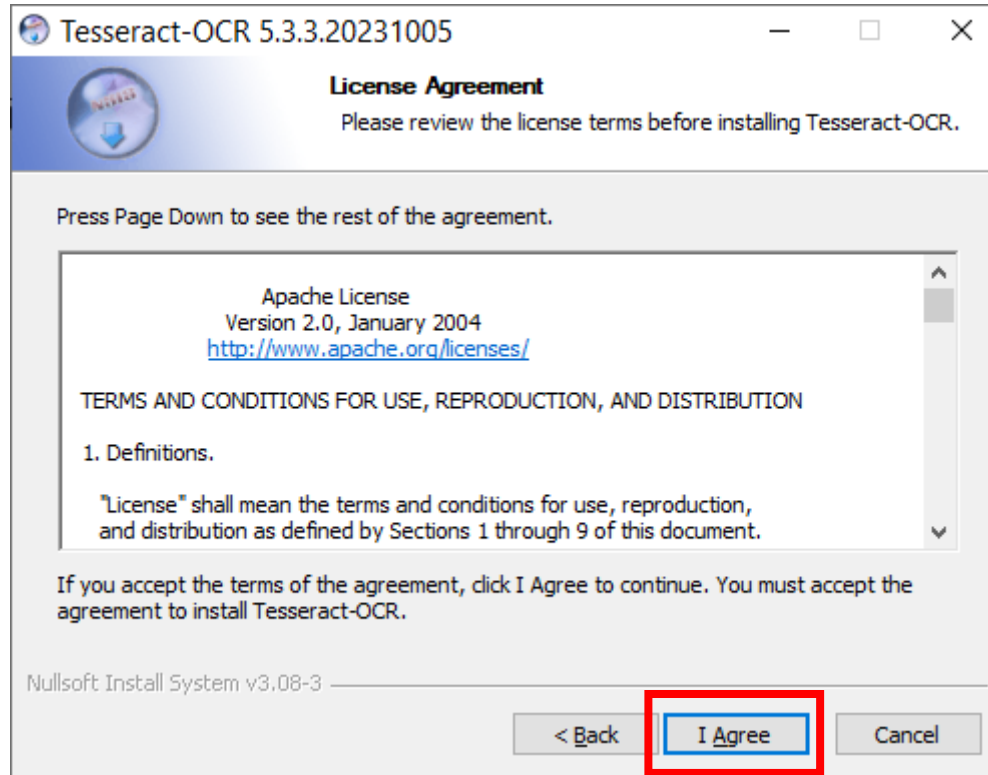 Tesseract-OCR 5.3.3.20231005
License Agreement
Please review the license terms before installing Tesseract-OCR.
Press Page Down to see the rest of the agreement.
Apache License
Version 2.0, January 2004
http://www.apache.org/licenses/
TERMS AND CONDITIONS FOR USE, REPRODUCTION, AND DISTRIBUTION
1. Definitions.
"License" shall mean the terms and conditions for use, reproduction,
and distribution as defined by Sections 1 through 9 of this document.
If you accept the terms of the agreement, click I Agree to continue. You must accept the
agreement to install Tesseract-OCR.
Nullsoft Install System v3.08-3
< Back I Agree Cancel